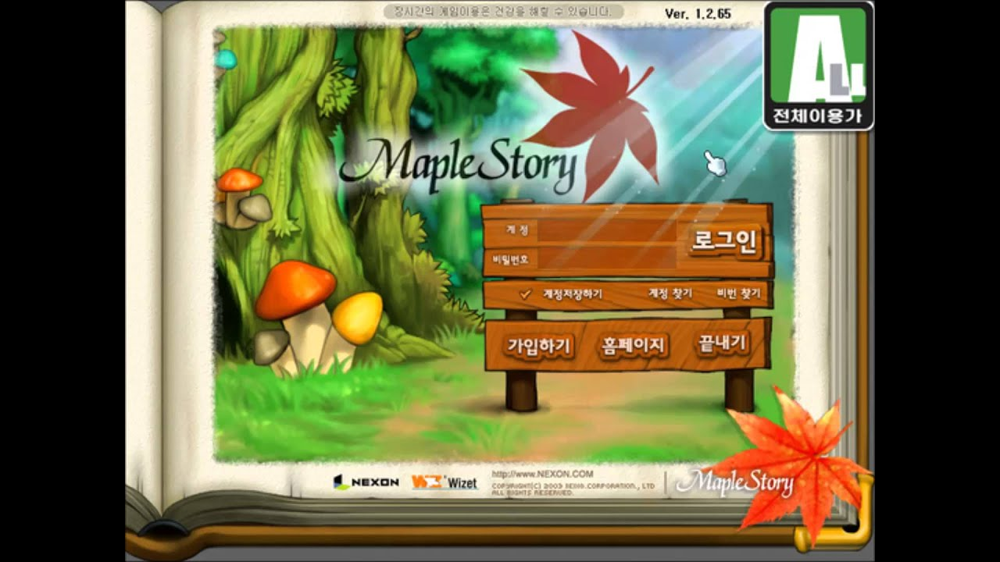 장시간의 게임이용은 건강을 해할 수 있습니다.
Ver. 1.2.65
ALL
전체이용가
MapleStory
계 정
로그인
비밀번호
계정저장하기 계정 찾기 비번 찾기
가입하기 홈페이지 끝내기
NEXON Wizet
http://www.NEXON.COM
COPYRIGHT(C) 2003 NEXON CORPORATION., LTD
ALL RIGHTS RESERVED.
MapleStory